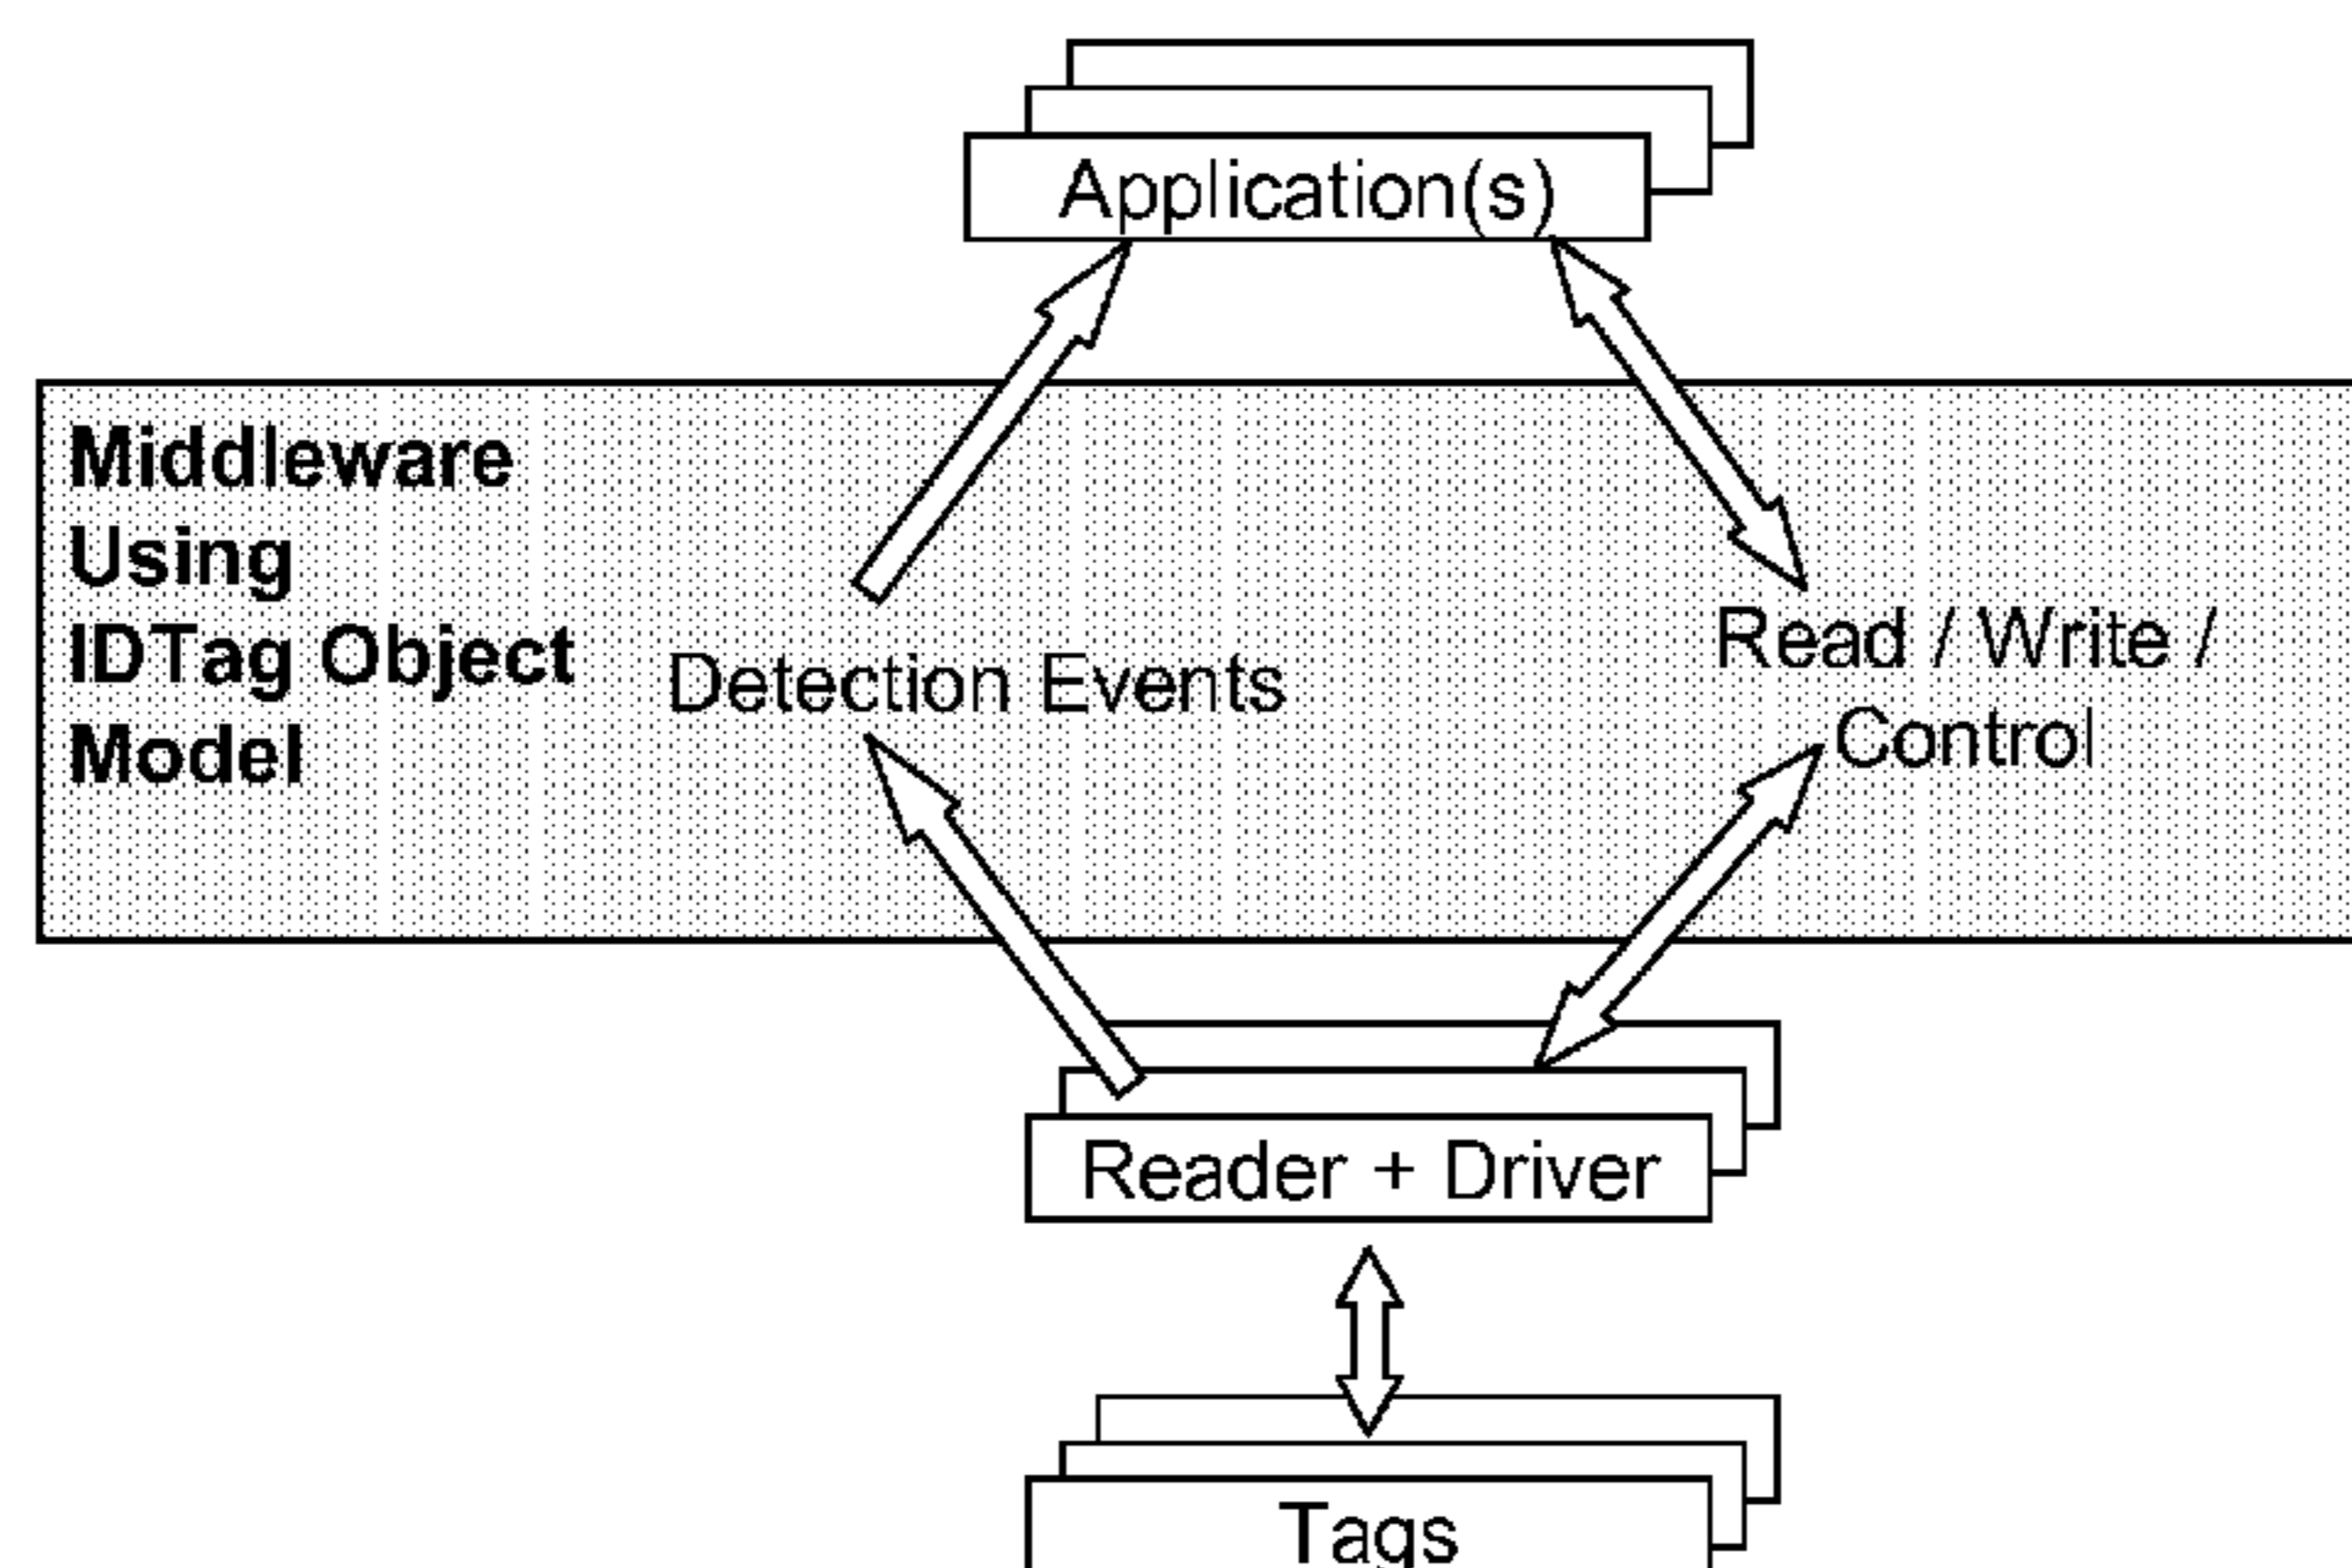 Application(s)
Middleware
Using
IDTag Object
Model
Detection Events
Read / Write /
Control
Reader + Driver
Tags